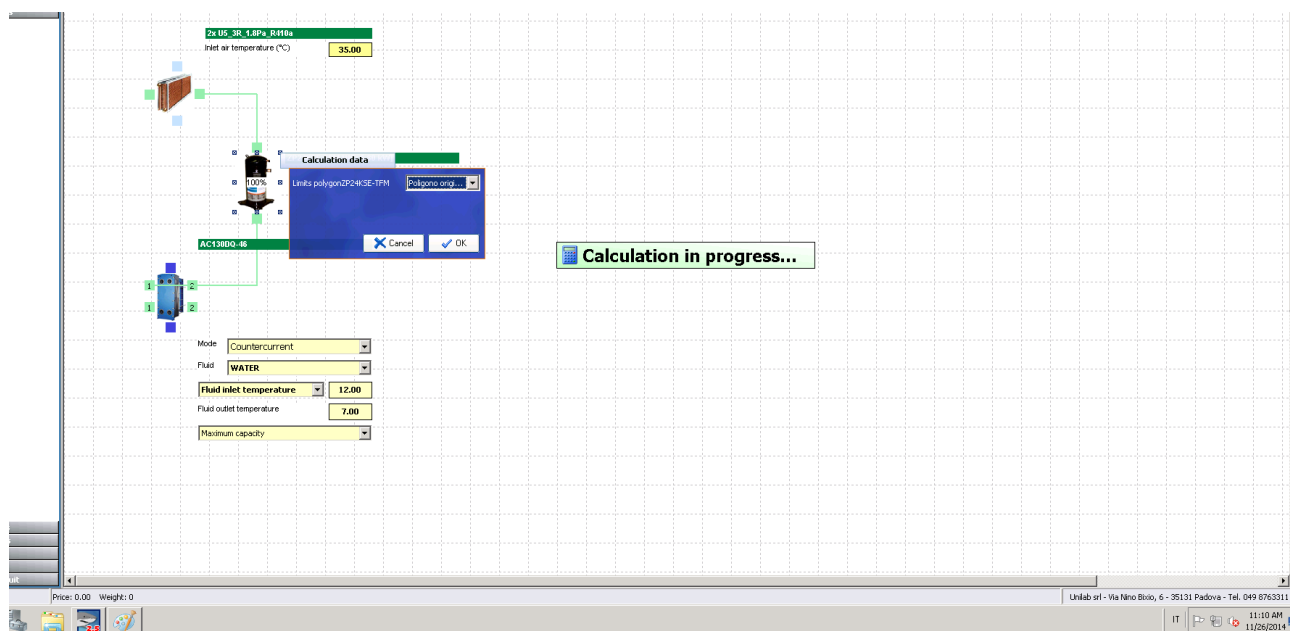 2x U5_3R_1.8Pa_R410a
Inlet air temperature (°C) 35.00
Calculation data
100%
Limits polygonZP24KSE-TFM Poligono origi...
Cancel OK
AC130DQ-46
Calculation in progress...
1 2
1 2
Mode Countercurrent
Fluid WATER
Fluid inlet temperature 12.00
Fluid outlet temperature 7.00
Maximum capacity
Price: 0.00 Weight: 0
Unilab srl - Via Nino Bixio, 6 - 35131 Padova - Tel. 049 8763311
2.5
IT
11:10 AM
11/26/2014